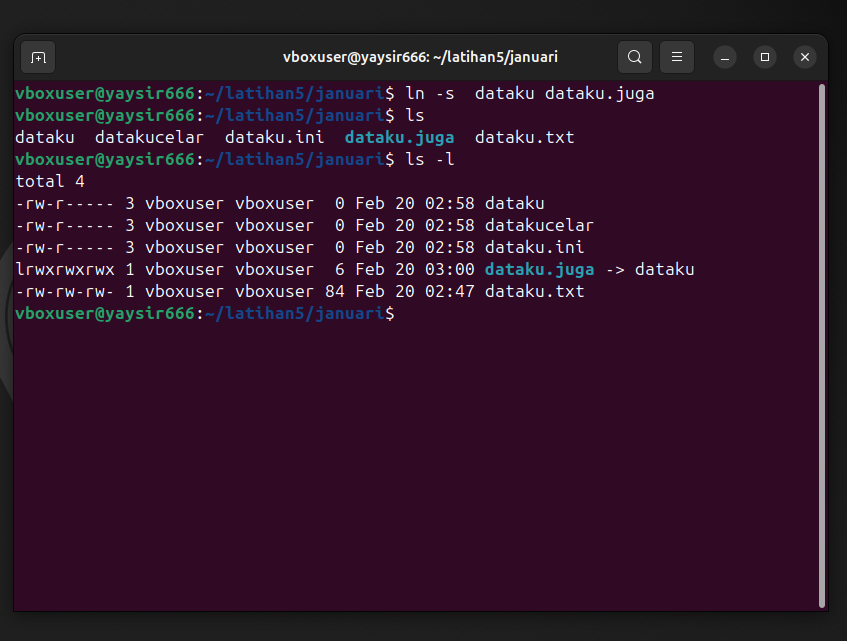 vboxuser@yaysir666: ~/latihan5/januari
vboxuser@yaysir666:~/latihan5/januari$ ln -s  dataku dataku.juga
vboxuser@yaysir666:~/latihan5/januari$ ls
dataku  datakucelar  dataku.ini  dataku.juga  dataku.txt
vboxuser@yaysir666:~/latihan5/januari$ ls -l
total 4
-rw-r----- 3 vboxuser vboxuser  0 Feb 20 02:58 dataku
-rw-r----- 3 vboxuser vboxuser  0 Feb 20 02:58 datakucelar
-rw-r----- 3 vboxuser vboxuser  0 Feb 20 02:58 dataku.ini
lrwxrwxrwx 1 vboxuser vboxuser  6 Feb 20 03:00 dataku.juga -> dataku
-rw-rw-rw- 1 vboxuser vboxuser 84 Feb 20 02:47 dataku.txt
vboxuser@yaysir666:~/latihan5/januari$